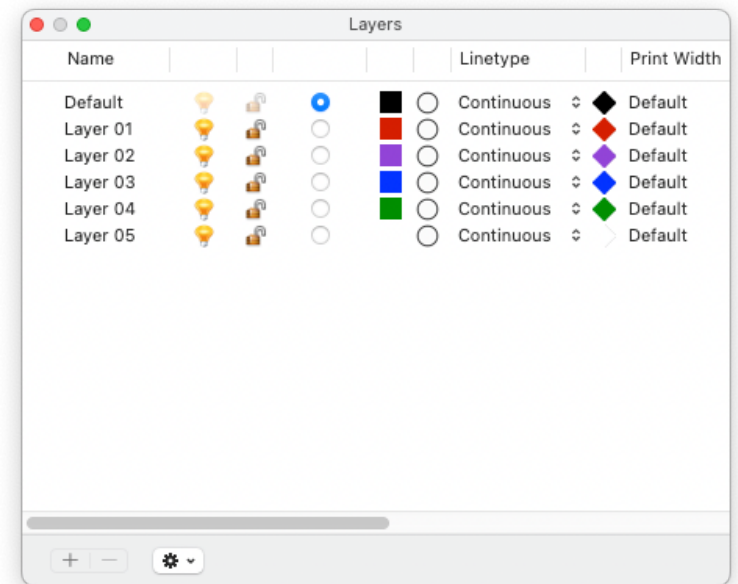 Layers
Name Linetype Print Width
Default Continuous Default
Layer 01 Continuous Default
Layer 02 Continuous Default
Layer 03 Continuous Default
Layer 04 Continuous Default
Layer 05 Continuous Default